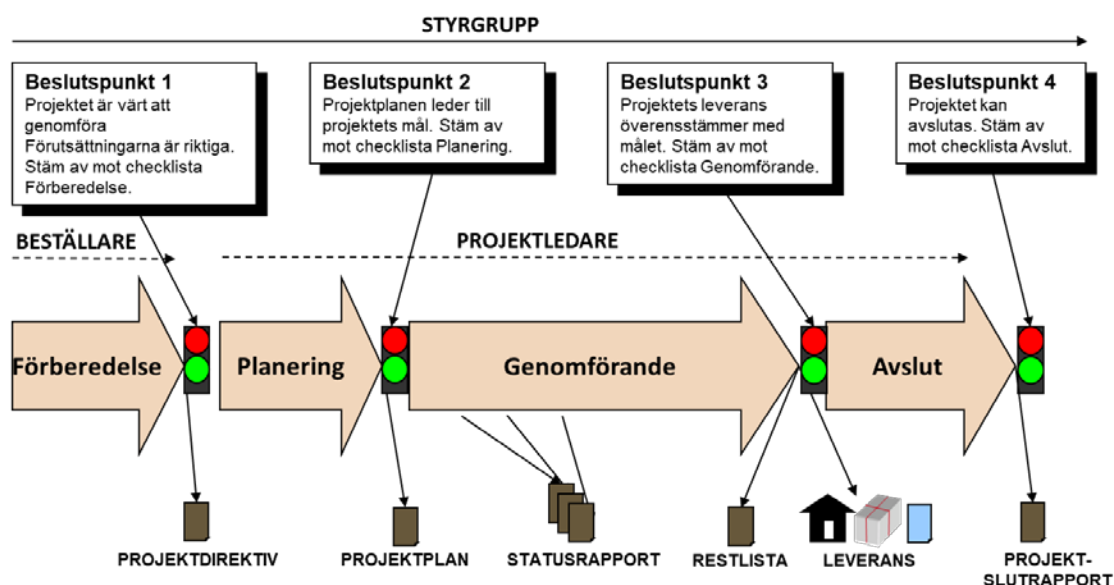 STYRGRUPP
Beslutspunkt 1
Projektet är värt att
genomföra
Förutsättningarna är riktiga.
Stäm av mot checklista
Förberedelse.
Beslutspunkt 2
Projektplanen leder till
projektets mål. Stäm av
mot checklista Planering.
Beslutspunkt 3
Projektets leverans
överensstämmer med
målet. Stäm av mot
checklista Genomförande.
Beslutspunkt 4
Projektet kan
avslutas. Stäm av
mot checklista Avslut.
BESTÄLLARE
PROJEKTLEDARE
Förberedelse
Planering
Genomförande
Avslut
PROJEKTDIREKTIV
PROJEKTPLAN
STATUSRAPPORT
RESTLISTA
LEVERANS
PROJEKT-
SLUTRAPPORT